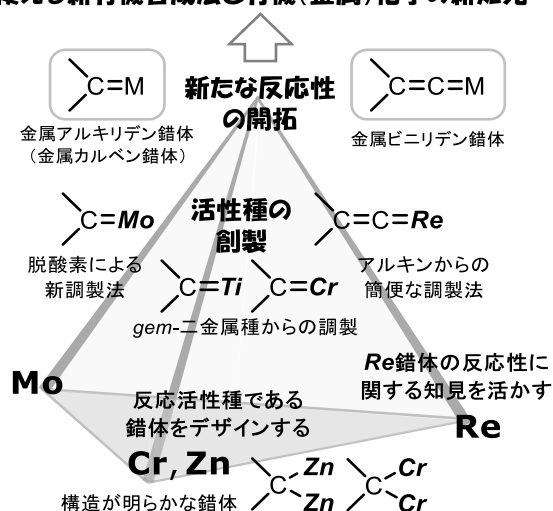 新たな反応性
の開拓
C=M
C=C=M
金属アルキリデン錯体
（金属カルベン錯体）
金属ビニリデン錯体
活性種の
創製
C=Mo
C=C=Re
脱酸素による
新調製法
アルキンからの
簡便な調製法
C=Ti
C=Cr
gem-二金属種からの調製
Mo
Re錯体の反応性に
関する知見を活かす
反応活性種である
錯体をデザインする
Re
Cr, Zn
構造が明らかな錯体
C Zn Zn
C Cr Cr